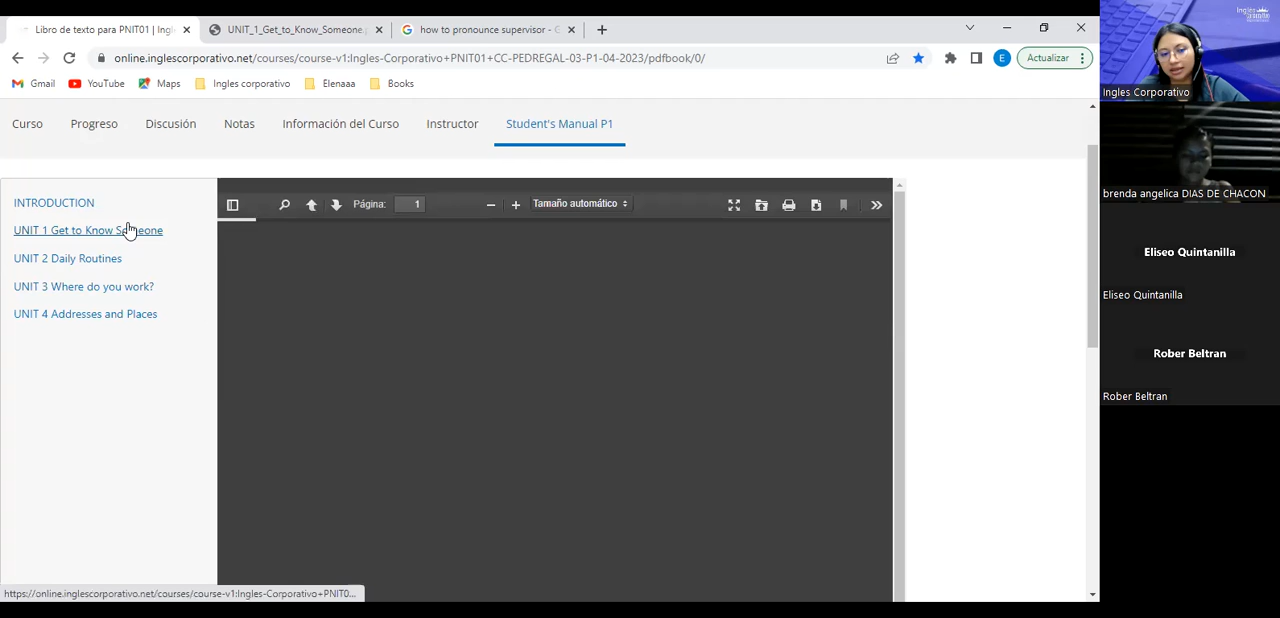 Libro de texto para PNIT01 | Ingl
UNIT_1_Get_to_Know_Someone.p
how to pronounce supervisor - G
online.inglescorporativo.net/courses/course-v1:Ingles-Corporativo+PNIT01+EC-PEDREGAL-03-P1-04-2023/pdfbook/0/
Actualizar
Gmail
YouTube
Maps
Ingles corporativo
Elenaaa
Books
Curso
Progreso
Discusión
Notas
Información del Curso
Instructor
Student's Manual P1
INTRODUCTION
UNIT 1 Get to Know Someone
UNIT 2 Daily Routines
UNIT 3 Where do you work?
UNIT 4 Addresses and Places
Página:
1
Tamaño automático
https://online.inglescorporativo.net/courses/course-v1:Ingles-Corporativo+PNIT0...
Ingles Corporativo
brenda angelica DIAS DE CHACON
Eliseo Quintanilla
Eliseo Quintanilla
Rober Beltran
Rober Beltran